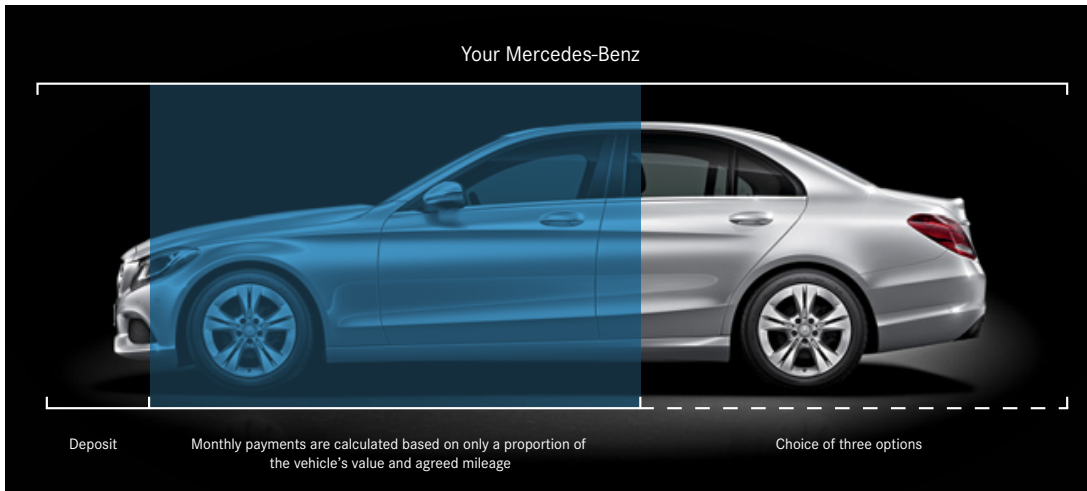 Your Mercedes-Benz
Deposit
Monthly payments are calculated based on only a proportion of
the vehicle's value and agreed mileage
Choice of three options